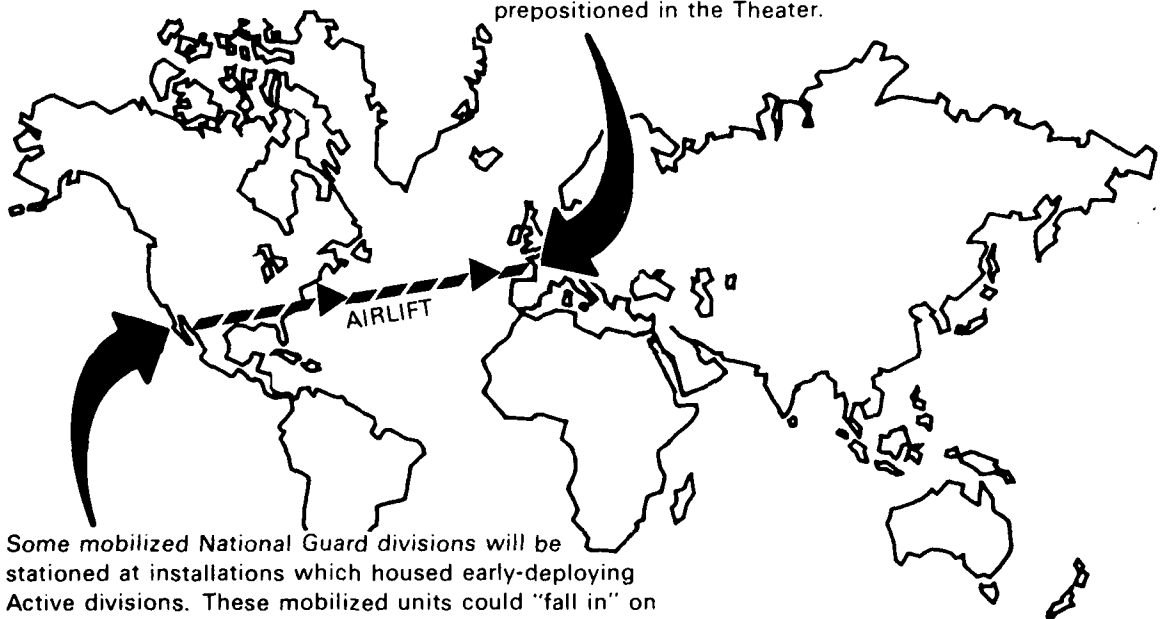 prepositioned in the Theater.
AIRLIFT
Some mobilized National Guard divisions will be
stationed at installations which housed early-deploying
Active divisions. These mobilized units could "fall in" on